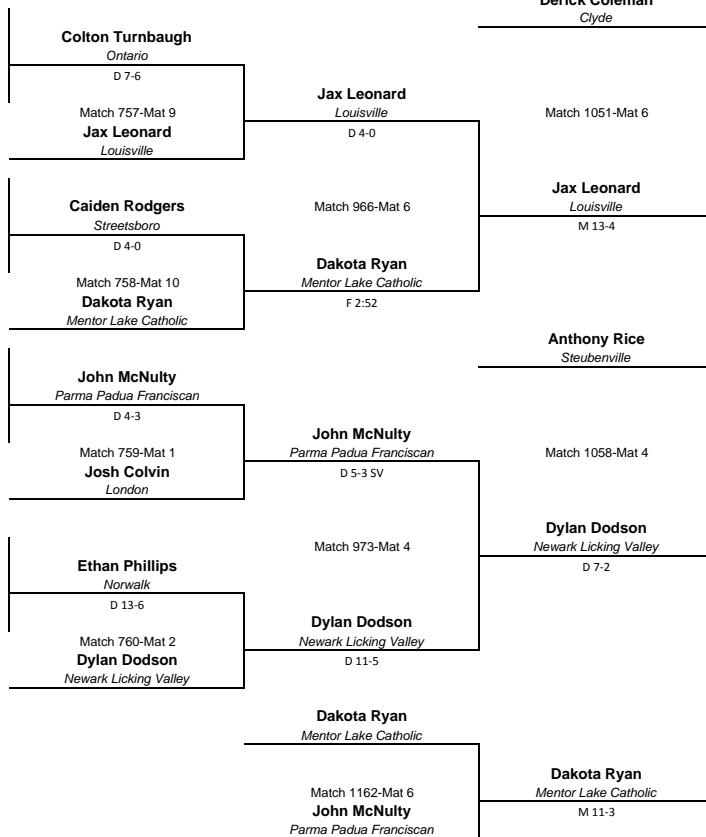 Derick Coleman
Clyde
Colton Turnbaugh
Ontario
D 7-6
Match 757-Mat 9
Jax Leonard
Louisville
Jax Leonard
Louisville
D 4-0
Match 1051-Mat 6
Caiden Rodgers
Streetsboro
D 4-0
Match 758-Mat 10
Dakota Ryan
Mentor Lake Catholic
Match 966-Mat 6
Dakota Ryan
Mentor Lake Catholic
F 2:52
Jax Leonard
Louisville
M 13-4
Anthony Rice
Steubenville
John McNulty
Parma Padua Franciscan
D 4-3
Match 759-Mat 1
Josh Colvin
London
John McNulty
Parma Padua Franciscan
D 5-3 SV
Match 1058-Mat 4
Ethan Phillips
Norwalk
D 13-6
Match 760-Mat 2
Dylan Dodson
Newark Licking Valley
Match 973-Mat 4
Dylan Dodson
Newark Licking Valley
D 11-5
Dylan Dodson
Newark Licking Valley
D 7-2
Dakota Ryan
Mentor Lake Catholic
Match 1162-Mat 6
John McNulty
Parma Padua Franciscan
Dakota Ryan
Mentor Lake Catholic
M 11-3